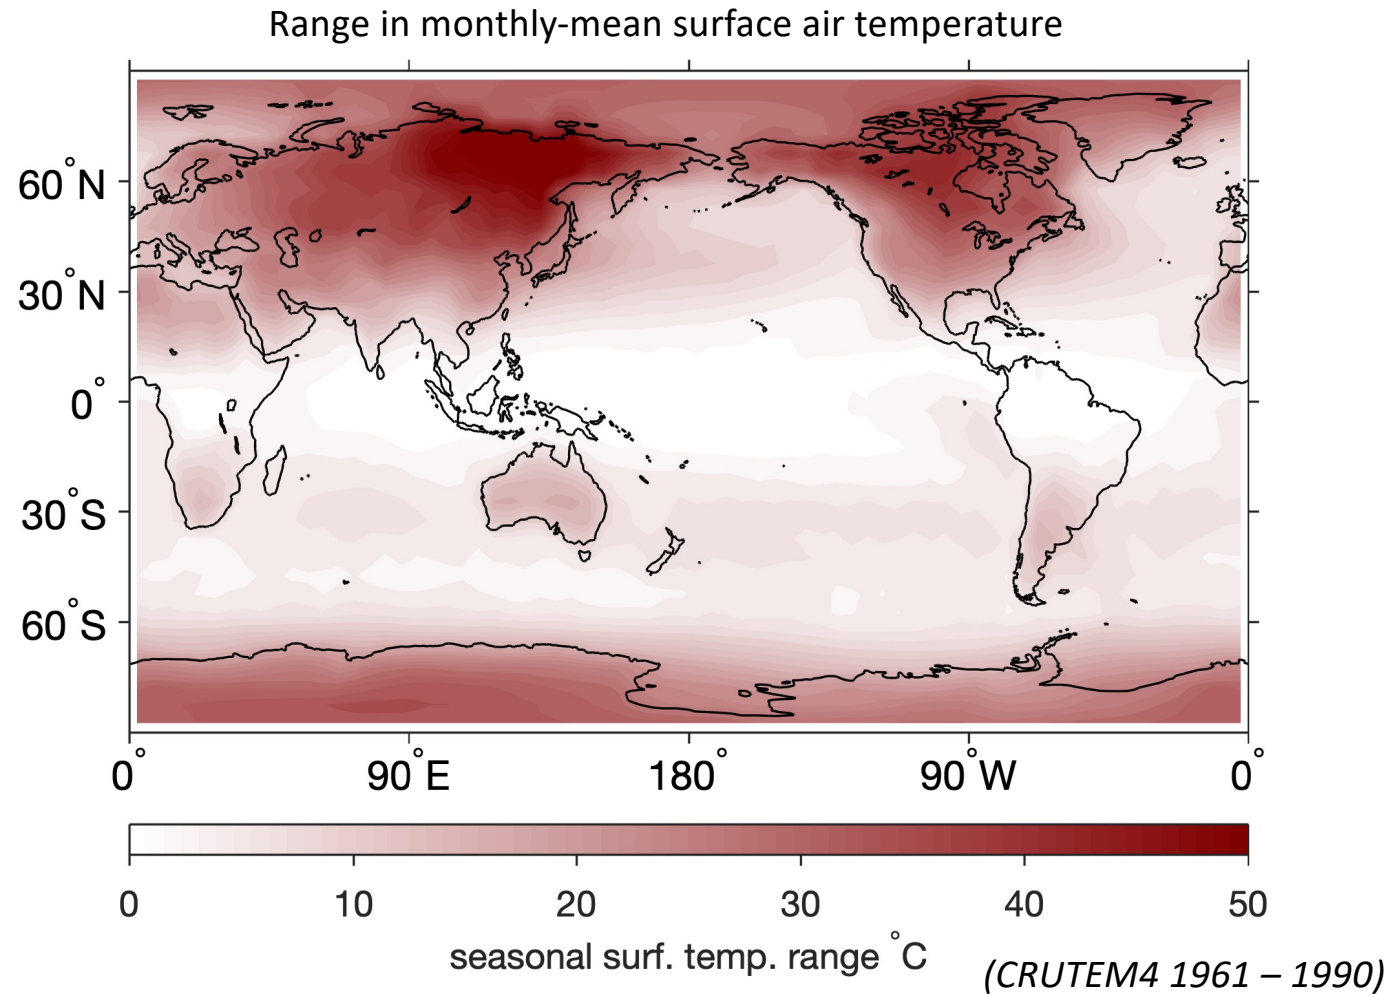 Range in monthly-mean surface air temperature
60°N
30°N
0°
30°S
60°S
0° 90°E 180° 90°W 0°
0 10 20 30 40 50
seasonal surf. temp. range °C
(CRUTEM4 1961 – 1990)